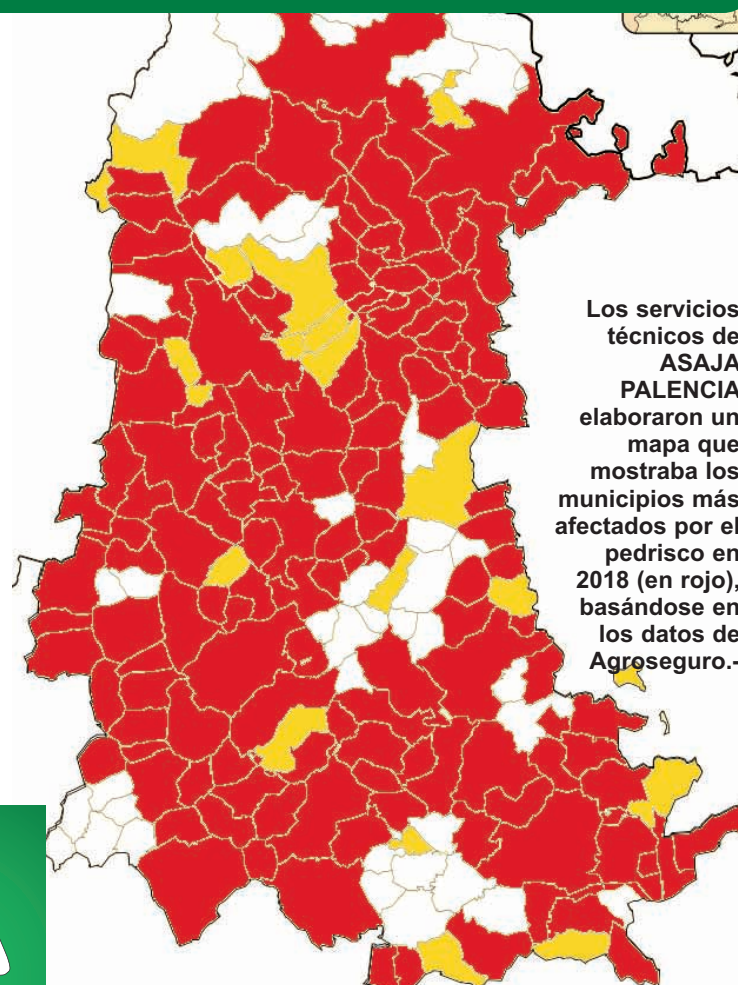 Los servicios
técnicos de
ASAJA
PALENCIA
elaboraron un
mapa que
mostraba los
municipios más
afectados por el
pedrisco en
2018 (en rojo),
basándose en
los datos de
Agroseguro.-